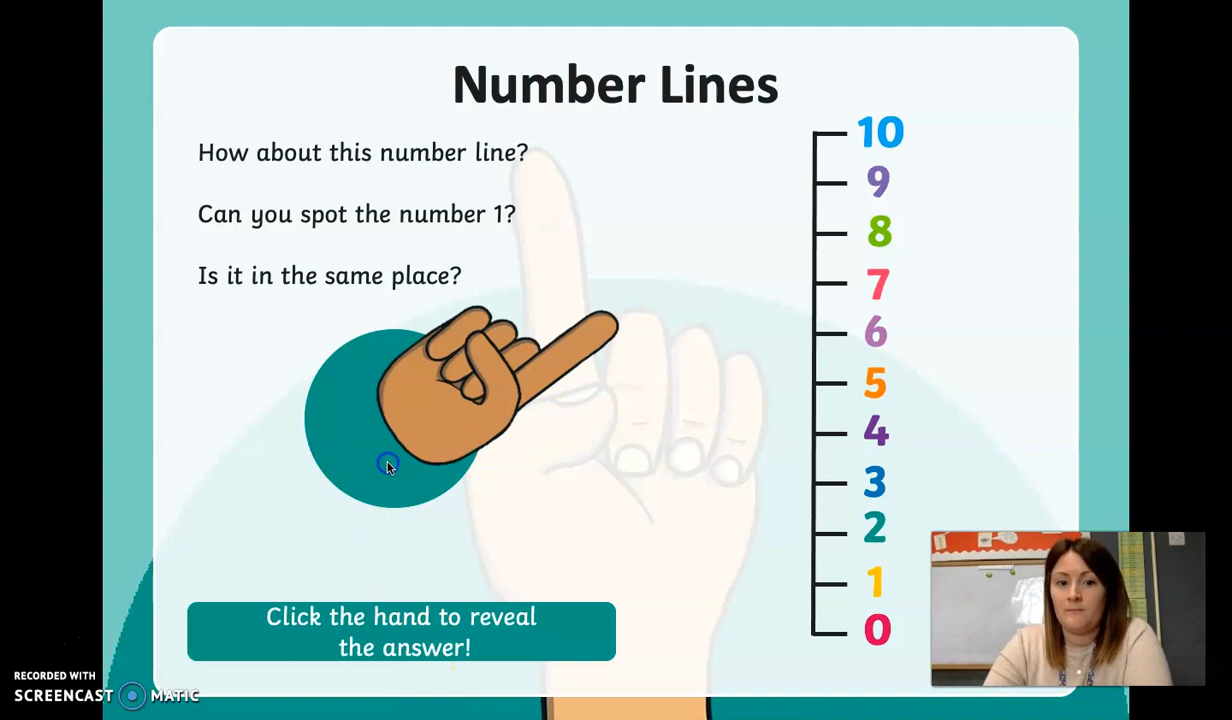 Number Lines
How about this number line?
Can you spot the number 1?
Is it in the same place?
Click the hand to reveal
the answer!
10
9
8
7
6
5
4
3
2
1
0
RECORDED WITH
SCREENCAST MATIC